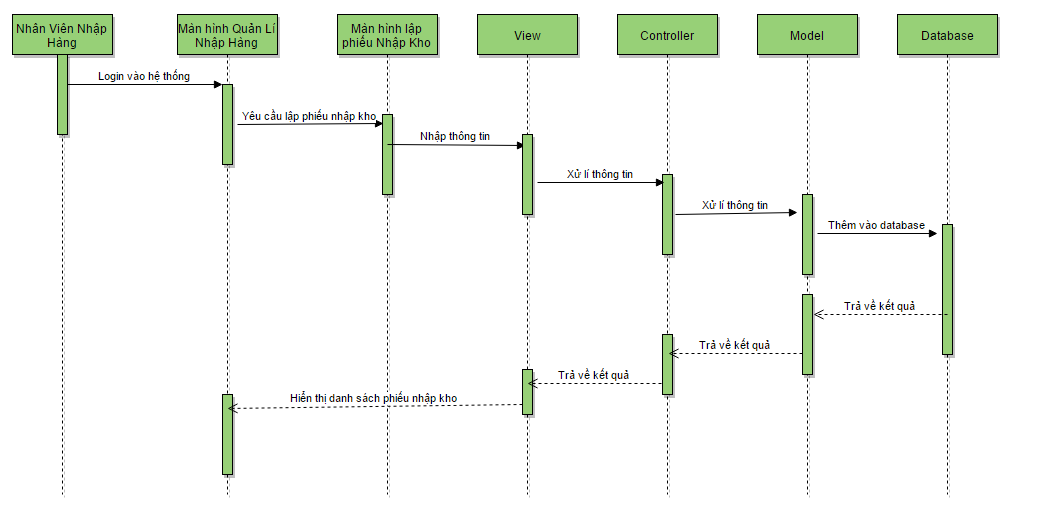 Nhân Viên Nhập
Hàng
Màn hình Quản Lí
Nhập Hàng
Màn hình lập
phiếu Nhập Kho
View
Controller
Model
Database
Login vào hệ thống
Yêu cầu lập phiếu nhập kho
Nhập thông tin
Xử lí thông tin
Xử lí thông tin
Thêm vào database
Trả về kết quả
Trả về kết quả
Trả về kết quả
Hiển thị danh sách phiếu nhập kho